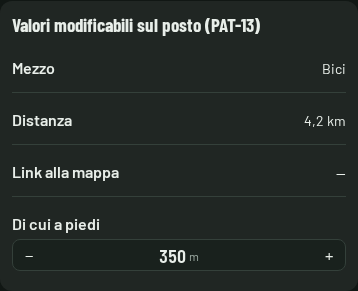 Valori modificabili sul posto (PAT-13)
Mezzo Bici
Distanza 4,2 km
Link alla mappa —
Di cui a piedi
− 350 m +